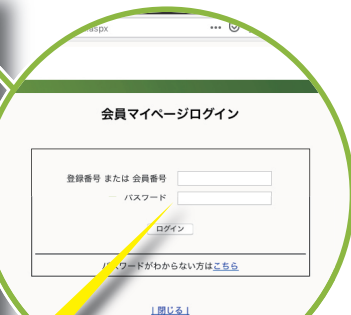 aspx •••
会員マイページログイン
登録番号 または 会員番号
パスワード
ログイン
パスワードがわからない方はこちら
| 閉じる |